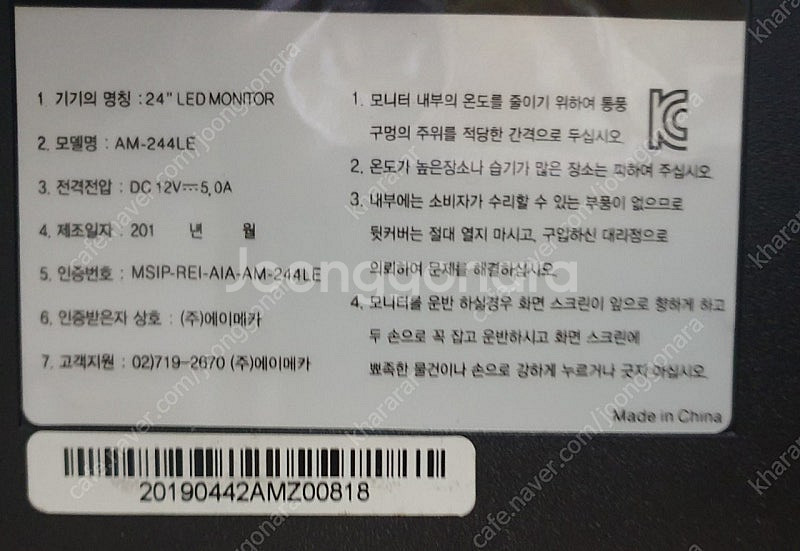 1. 기기의 명칭 : 24" LED MONITOR
2. 모델명 : AM-244LE
3. 전격전압 : DC 12V⎓5.0A
4. 제조일자 : 201 년 월
5. 인증번호 : MSIP-REI-AIA-AM-244LE
6. 인증받은자 상호 : (주)에이메카
7. 고객지원 : 02)719-2670 (주)에이메카
1. 모니터 내부의 온도를 줄이기 위하여 통풍
구멍의 주위를 적당한 간격으로 두십시오
2. 온도가 높은장소나 습기가 많은 장소는 피하여 주십시오
3. 내부에는 소비자가 수리할 수 있는 부품이 없으므로
뒷커버는 절대 열지 마시고, 구입하신 대리점으로
의뢰하여 문제를 해결하십시오.
4. 모니터를 운반 하실경우 화면 스크린이 앞으로 향하게 하고
두 손으로 꼭 잡고 운반하시고 화면 스크린에
뾰족한 물건이나 손으로 강하게 누르거나 긋지 마십시오.
Made in China
20190442AMZ00818
Joonggonara
cafe.naver.com/joonggonara
khararar